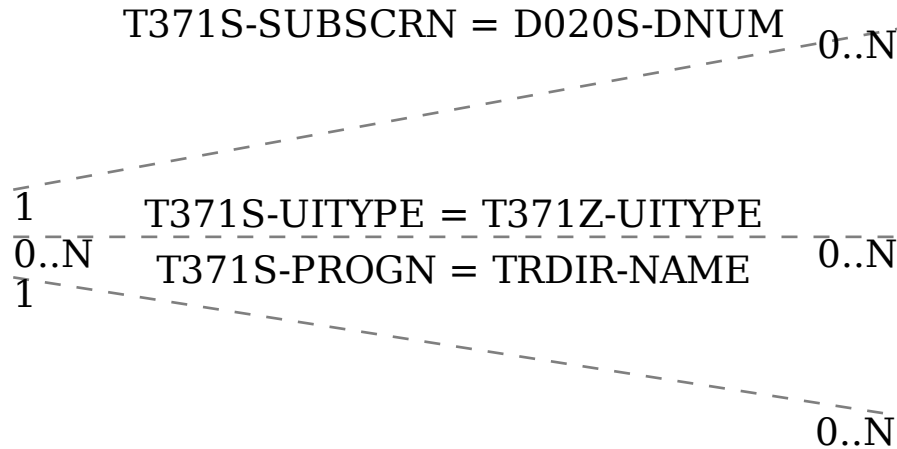 T371S-SUBSCRN = D020S-DNUM
0..N
1
T371S-UITYPE = T371Z-UITYPE
0..N
0..N
T371S-PROGN = TRDIR-NAME
1
0..N